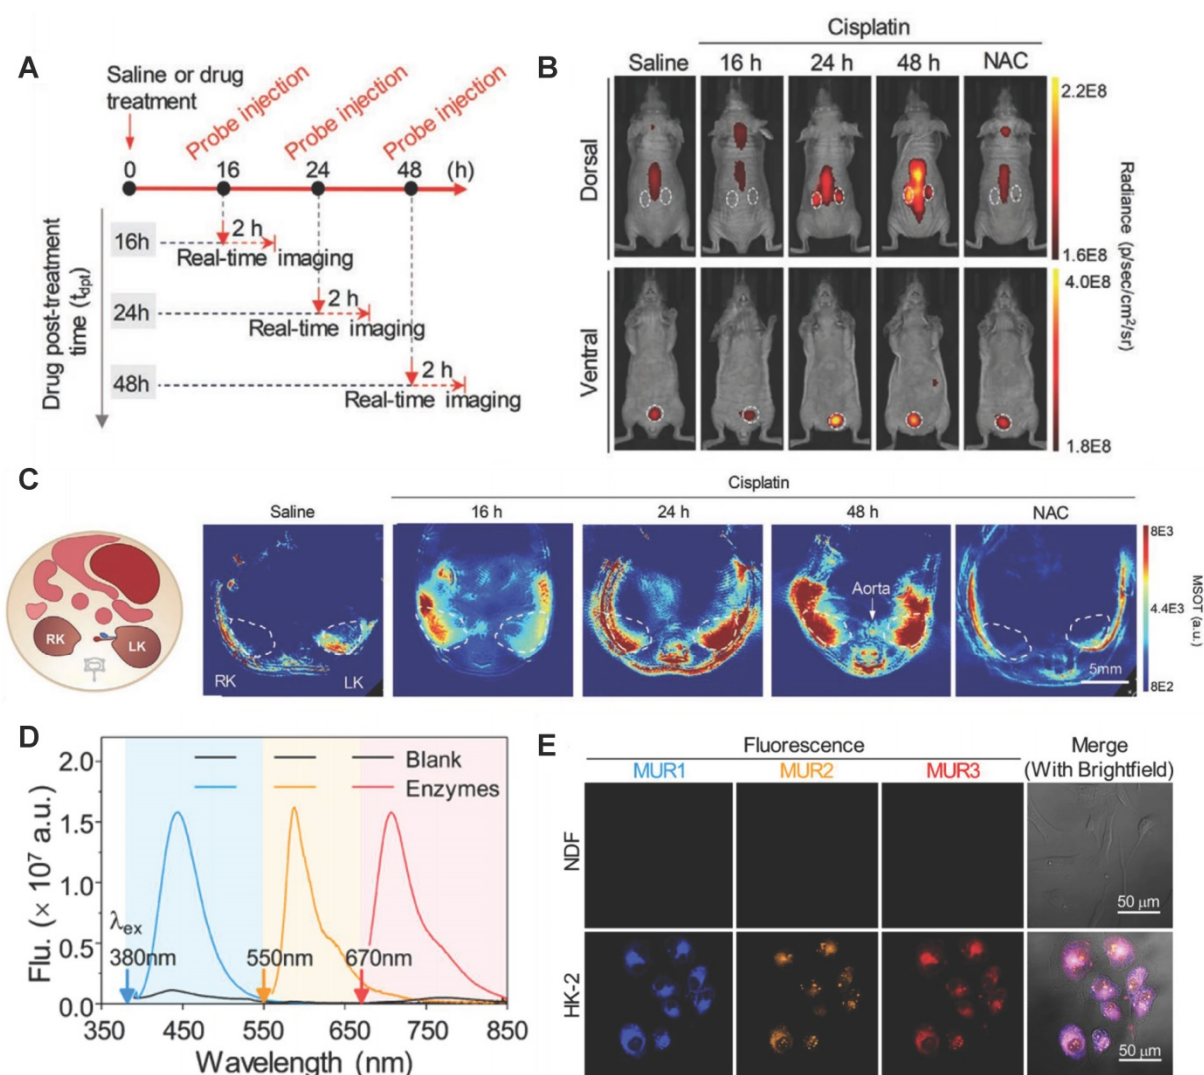 A
Saline or drug
treatment
Probe injection
Probe injection
Probe injection
0
16
24
48
(h)
Drug post-treatment
time (tdpt)
16h
2 h
Real-time imaging
24h
2 h
Real-time imaging
48h
2 h
Real-time imaging
B
Cisplatin
Saline
16 h
24 h
48 h
NAC
Dorsal
Ventral
2.2E8
1.6E8
4.0E8
1.8E8
Radiance (p/sec/cm²/sr)
C
Cisplatin
Saline
16 h
24 h
48 h
NAC
RK
LK
RK
LK
Aorta
5mm
8E3
4.4E3
8E2
MSOT (a.u.)
D
Blank
Enzymes
Flu. (× 10⁷ a.u.)
2.0
1.5
1.0
0.5
0.0
λex
380nm
550nm
670nm
350
450
550
650
750
850
Wavelength (nm)
E
Fluorescence
Merge
MUR1
MUR2
MUR3
(With Brightfield)
NDF
50 μm
HK-2
50 μm